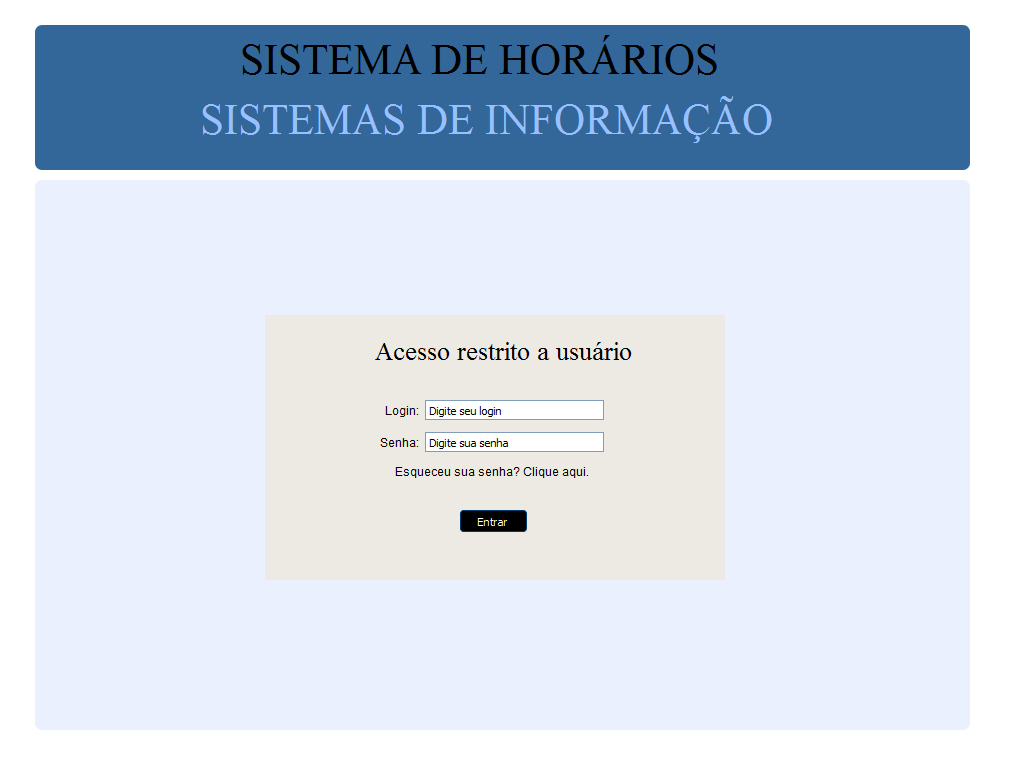 SISTEMA DE HORÁRIOS
SISTEMAS DE INFORMAÇÃO
Acesso restrito a usuário
Login: Digite seu login
Senha: Digite sua senha
Esqueceu sua senha? Clique aqui.
Entrar